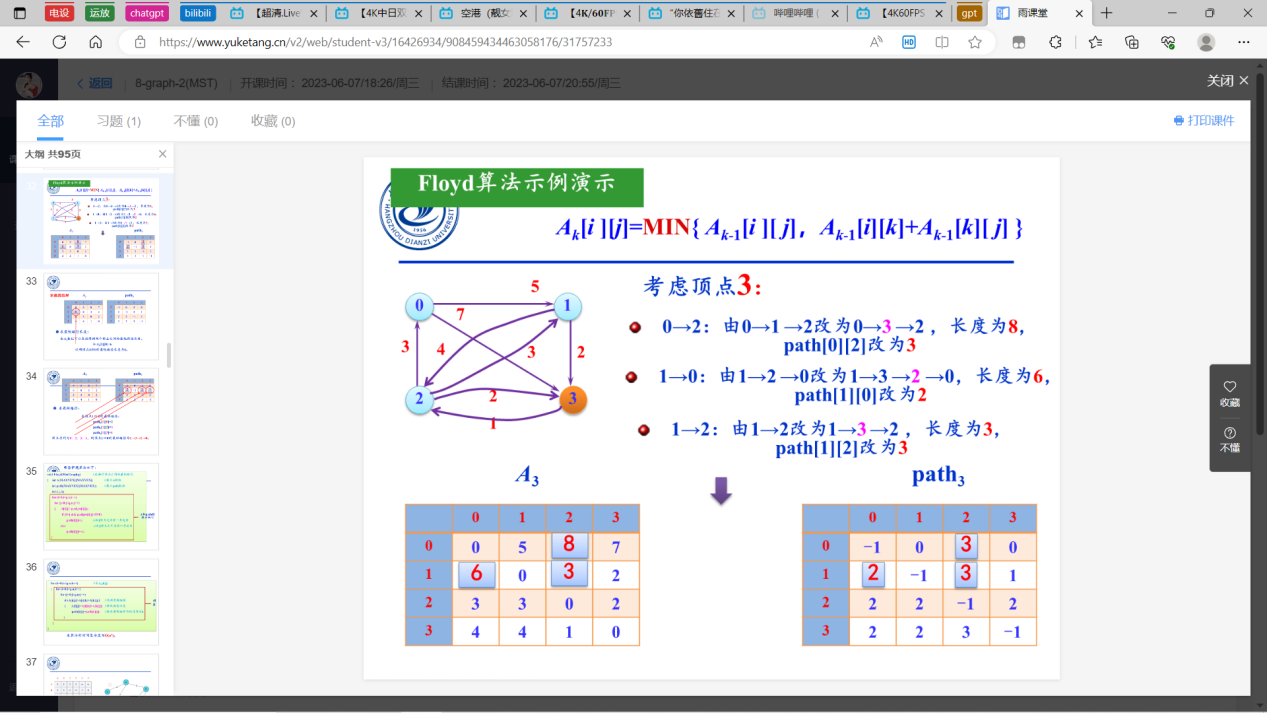 电设
运放
chatgpt
bilibili
【超清.Live
【4K中日双
空港（靓女
【4K/60FP
"你依舊住在
哔哩哔哩 (
【4K60FPS
gpt
雨课堂
https://www.yuketang.cn/v2/web/student-v3/16426934/908459434463058176/31757233
返回
8-graph-2(MST)
开课时间： 2023-06-07/18:26/周三
结课时间： 2023-06-07/20:55/周三
关闭
全部
习题 (1)
不懂 (0)
收藏 (0)
打印课件
大纲 共95页
33
34
35
36
37
Floyd算法示例演示
HANGZHOU DIANZI UNIVERSITY
1956
Ak[i ][j]=MIN{ Ak-1[i ][ j]，Ak-1[i][k]+Ak-1[k][ j] }
考虑顶点3：
0→2：由0→1→2改为0→3→2，长度为8，
path[0][2]改为3
1→0：由1→2→0改为1→3→2→0，长度为6，
path[1][0]改为2
1→2：由1→2改为1→3→2，长度为3，
path[1][2]改为3
0
1
2
3
5
7
3
4
3
2
2
1
A3
0 1 2 3
0 0 5 8 7
1 6 0 3 2
2 3 3 0 2
3 4 4 1 0
path3
0 1 2 3
0 −1 0 3 0
1 2 −1 3 1
2 2 2 −1 2
3 2 2 3 −1
收藏
不懂